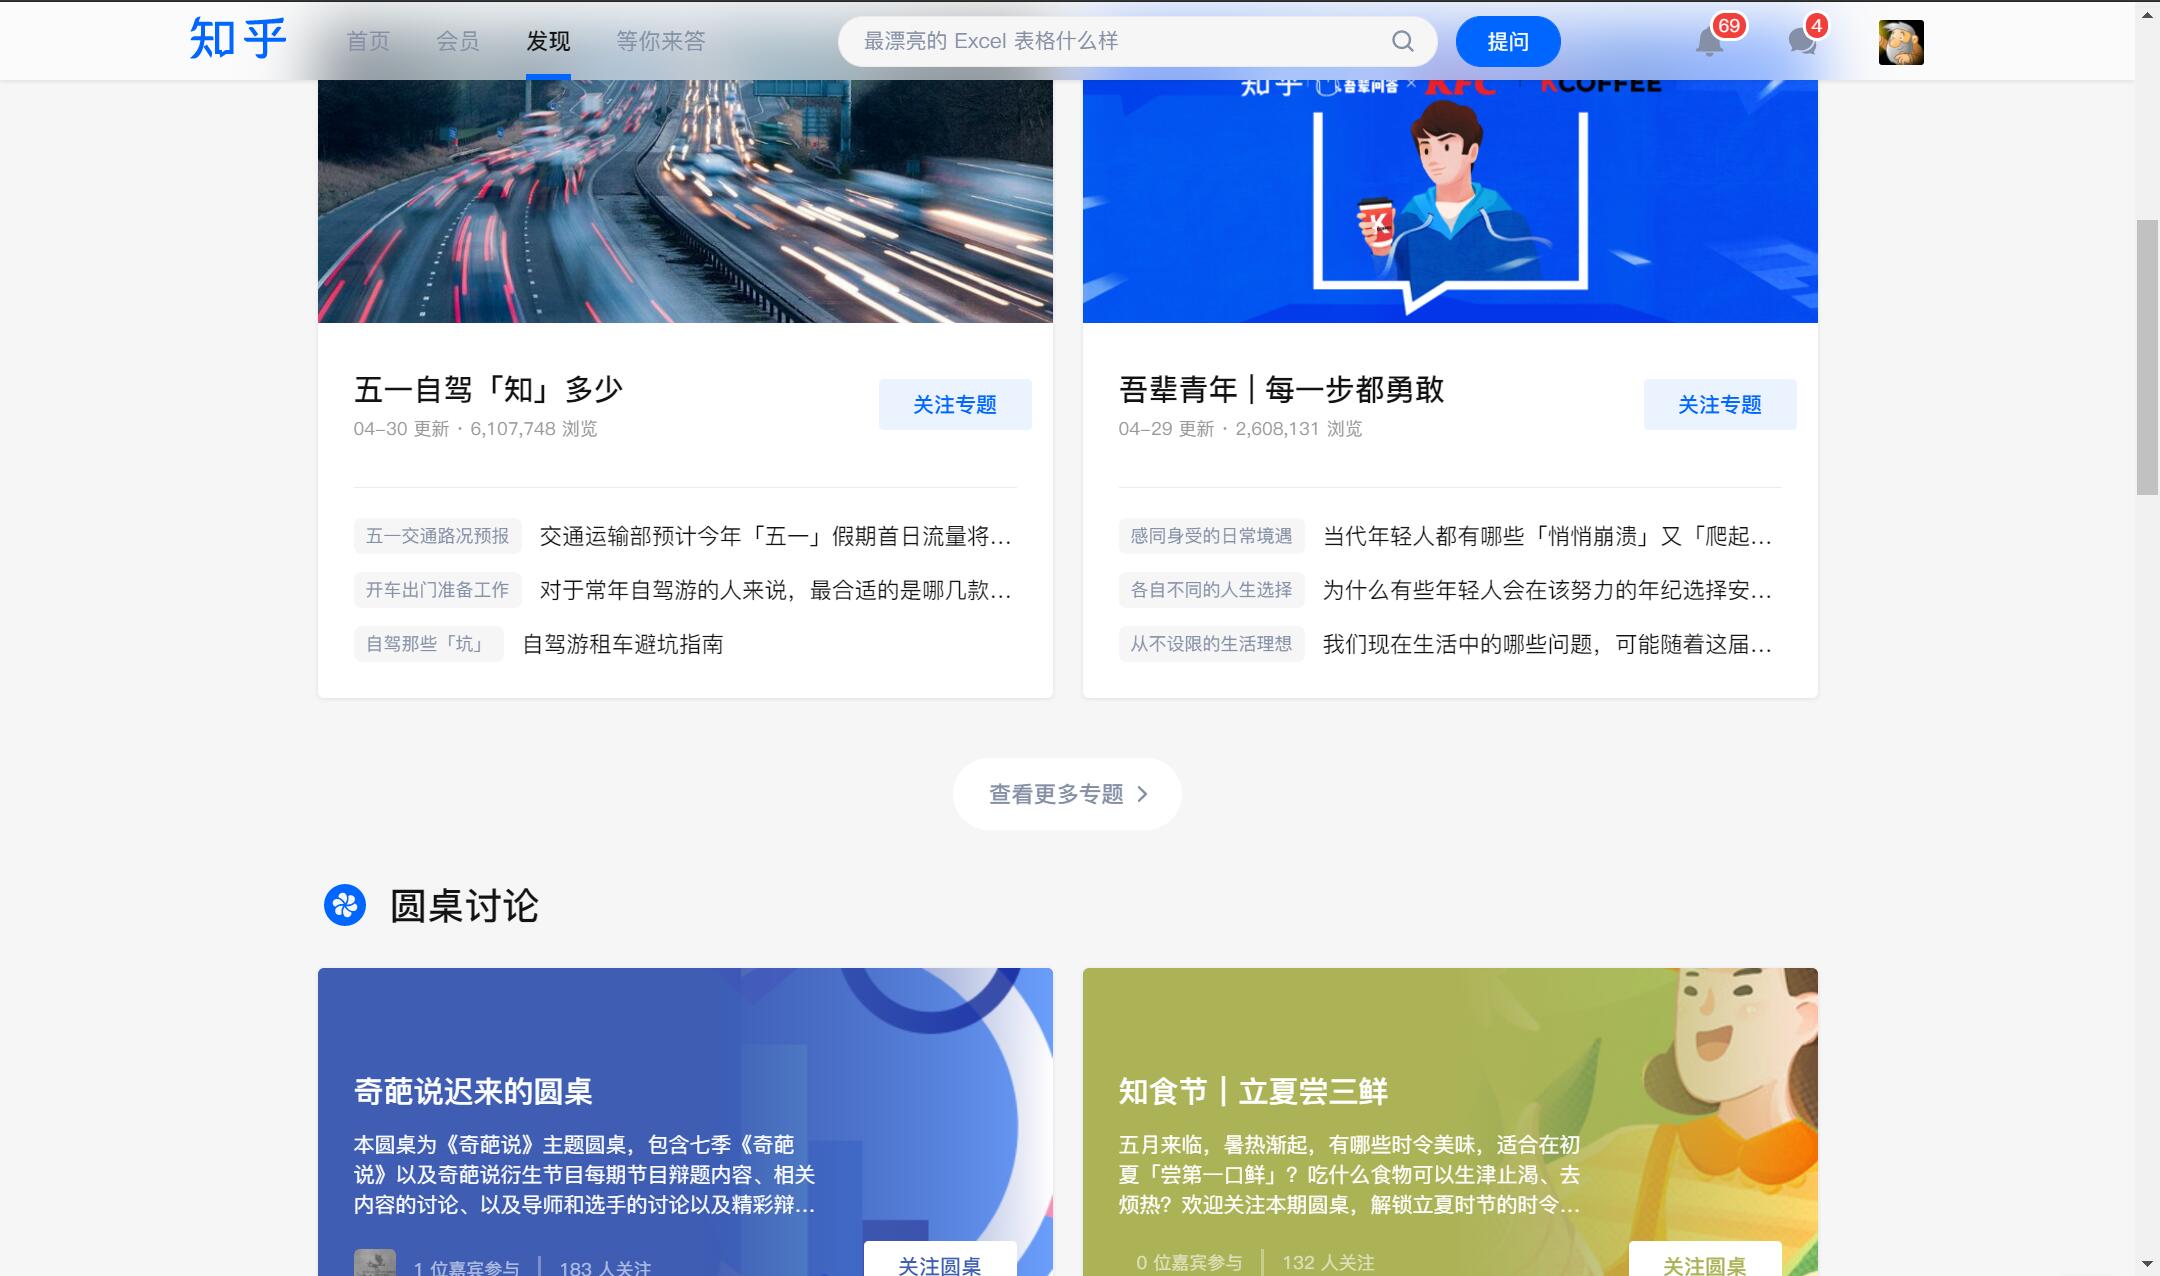 知乎
首页 会员 发现 等你来答
最漂亮的 Excel 表格什么样
提问
69
4
知乎 吾辈问答 × KFC KCOFFEE
五一自驾「知」多少
04-30 更新 · 6,107,748 浏览
关注专题
五一交通路况预报 交通运输部预计今年「五一」假期首日流量将...
开车出门准备工作 对于常年自驾游的人来说，最合适的是哪几款...
自驾那些「坑」 自驾游租车避坑指南
吾辈青年 | 每一步都勇敢
04-29 更新 · 2,608,131 浏览
关注专题
感同身受的日常境遇 当代年轻人都有哪些「悄悄崩溃」又「爬起...
各自不同的人生选择 为什么有些年轻人会在该努力的年纪选择安...
从不设限的生活理想 我们现在生活中的哪些问题，可能随着这届...
查看更多专题 >
圆桌讨论
奇葩说迟来的圆桌
本圆桌为《奇葩说》主题圆桌，包含七季《奇葩
说》以及奇葩说衍生节目每期节目辩题内容、相关
内容的讨论、以及导师和选手的讨论以及精彩辩...
1 位嘉宾参与 | 183 人关注
关注圆桌
知食节 | 立夏尝三鲜
五月来临，暑热渐起，有哪些时令美味，适合在初
夏「尝第一口鲜」？吃什么食物可以生津止渴、去
烦热？欢迎关注本期圆桌，解锁立夏时节的时令...
0 位嘉宾参与 | 132 人关注
关注圆桌